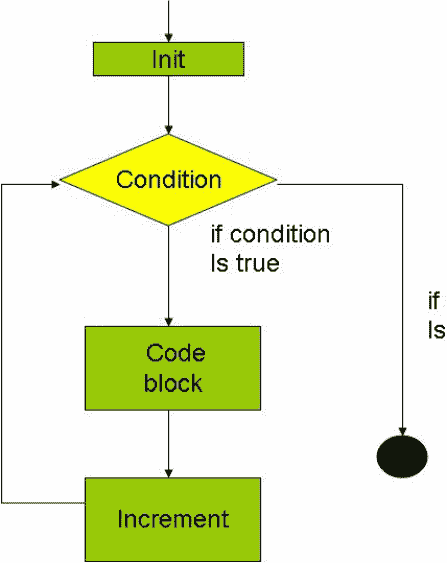 Init
Condition
if condition
Is true
if
Is
Code
block
Increment